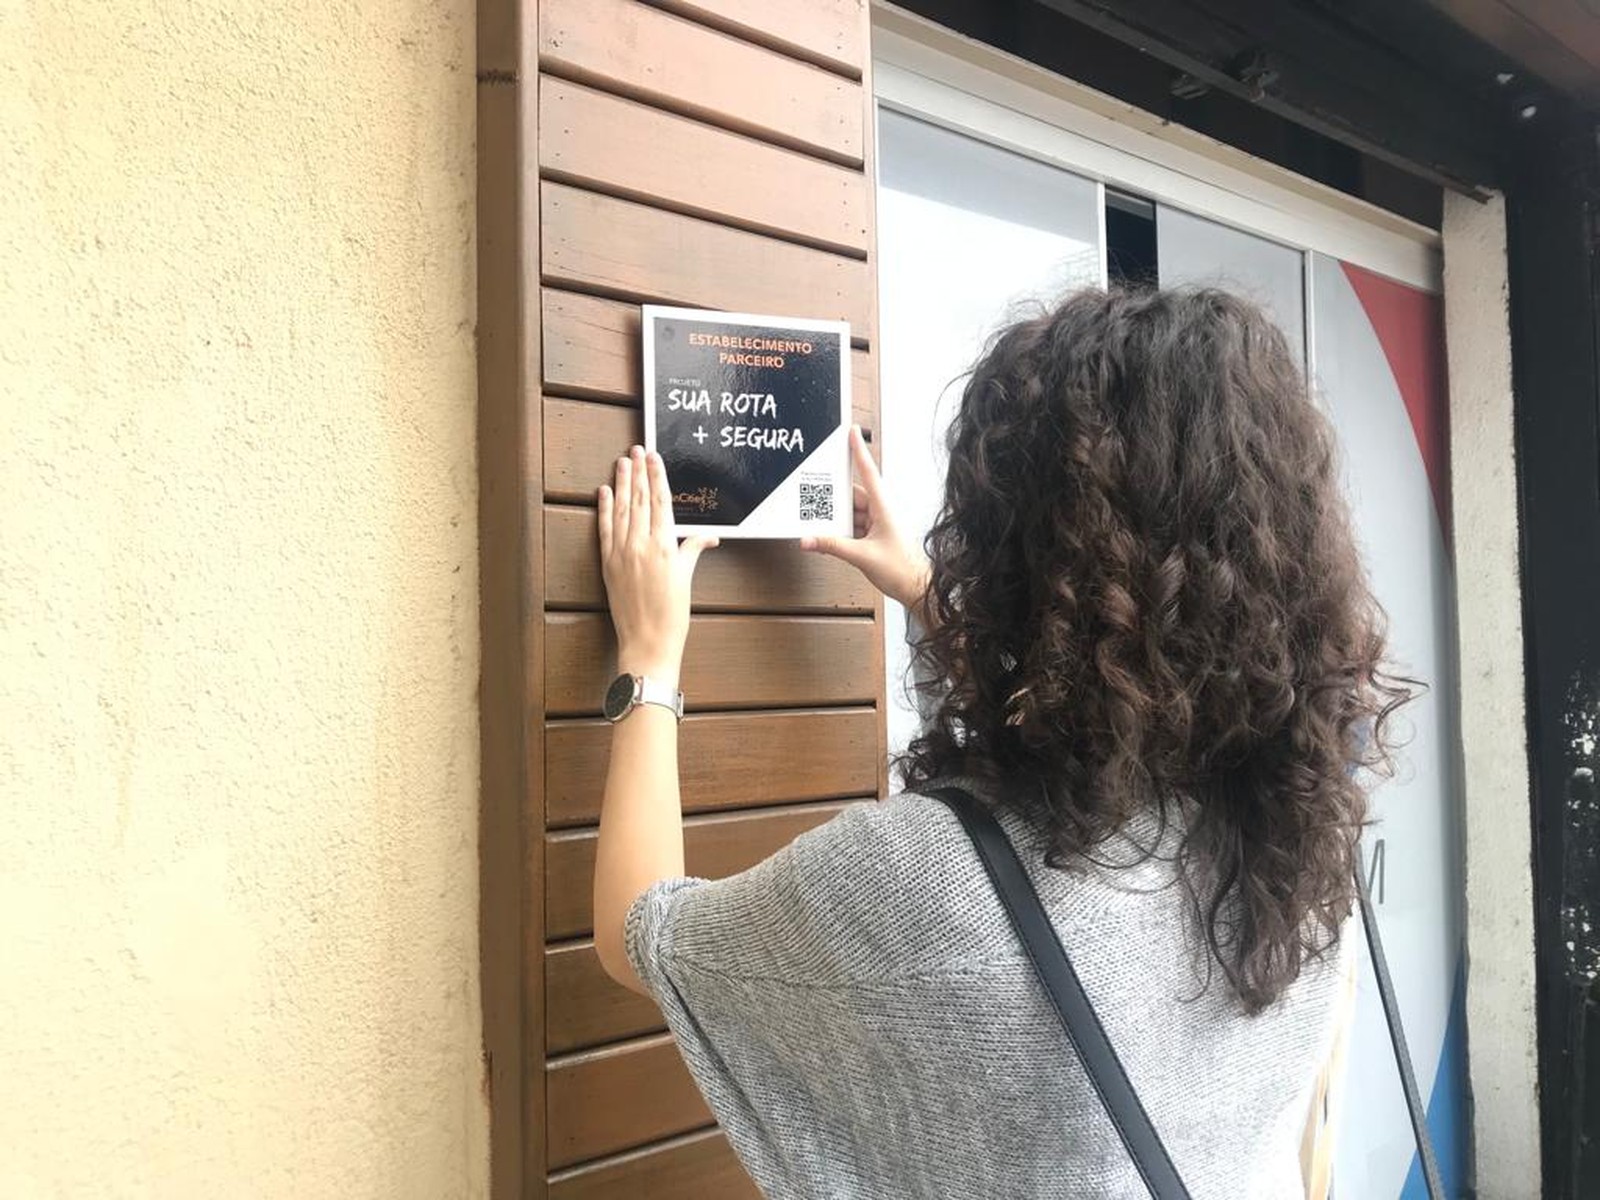 ESTABELECIMENTO
PARCEIRO
PROJETO
SUA ROTA
+ SEGURA
M